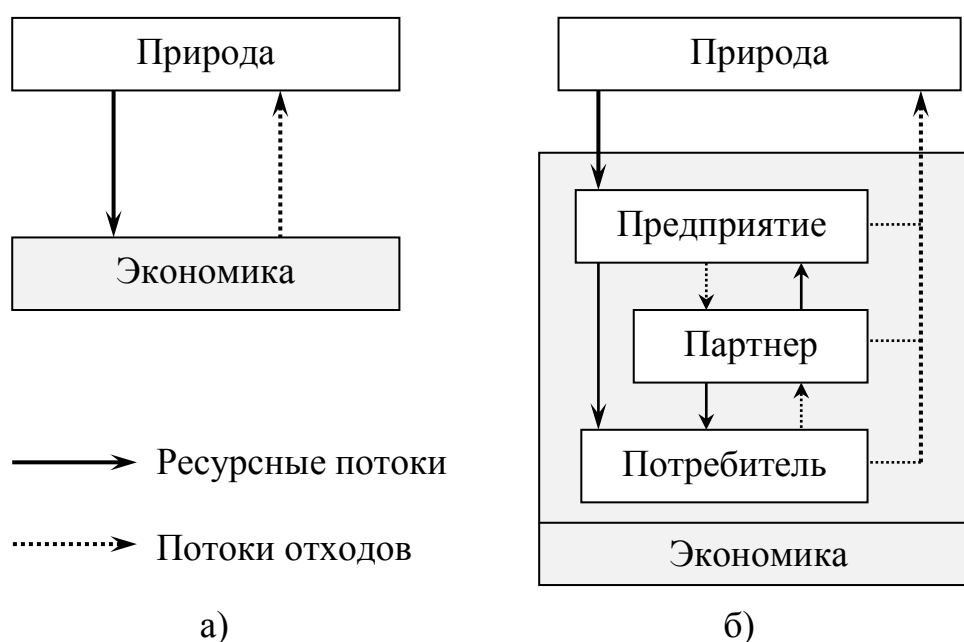 Природа
Экономика
Ресурсные потоки
Потоки отходов
а)
Природа
Предприятие
Партнер
Потребитель
Экономика
б)